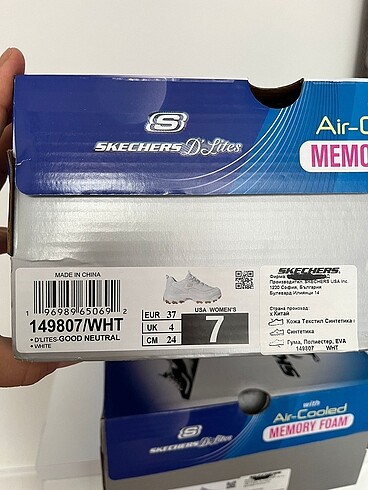 S
SKECHERS D'Lites
Air-Co
MEMO
MADE IN CHINA
1 96989 65069 2
149807/WHT
• D'LITES-GOOD NEUTRAL
• WHITE
EUR 37
UK 4
CM 24
USA WOMEN'S
7
SKECHERS
Фирма
Производител: SKECHERS USA Inc.
1220 София, България
Булевард Илиянци 14
Страна произход
Китай
Кожа Текстил Синтетика
Синтетика
Гума, Полиестер, EVA
149807 WHT
S
SKECHERS D'Lites
with
Air-Cooled
MEMORY FOAM